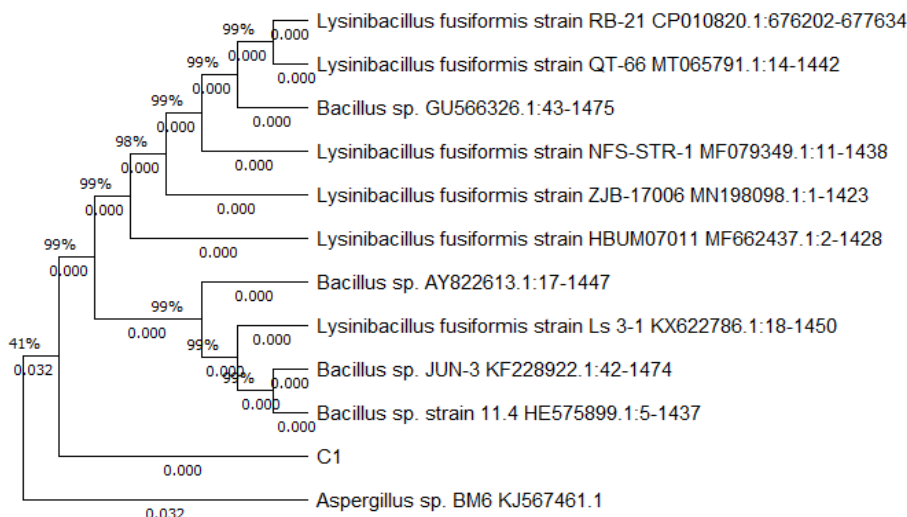 99%
0.000
Lysinibacillus fusiformis strain RB-21 CP010820.1:676202-677634
0.000
99%
0.000
Lysinibacillus fusiformis strain QT-66 MT065791.1:14-1442
99%
0.000
0.000
Bacillus sp. GU566326.1:43-1475
99%
0.000
98%
0.000
Lysinibacillus fusiformis strain NFS-STR-1 MF079349.1:11-1438
0.000
99%
0.000
Lysinibacillus fusiformis strain ZJB-17006 MN198098.1:1-1423
0.000
99%
0.000
Lysinibacillus fusiformis strain HBUM07011 MF662437.1:2-1428
0.000
Bacillus sp. AY822613.1:17-1447
99%
0.000
0.000
Lysinibacillus fusiformis strain Ls 3-1 KX622786.1:18-1450
41%
0.032
99%
0.000
0.000
Bacillus sp. JUN-3 KF228922.1:42-1474
99%
0.000
0.000
Bacillus sp. strain 11.4 HE575899.1:5-1437
0.000
C1
0.000
Aspergillus sp. BM6 KJ567461.1
0.032